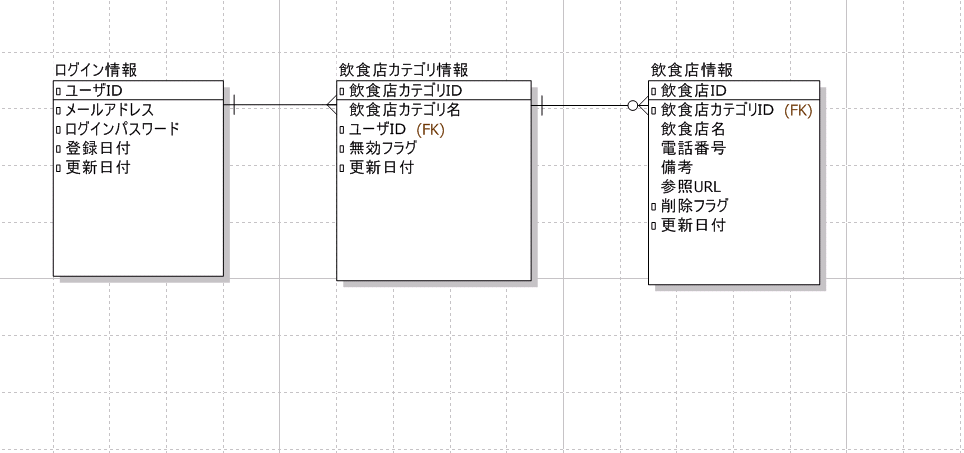 ログイン情報
ユーザID
メールアドレス
ログインパスワード
登録日付
更新日付
飲食店カテゴリ情報
飲食店カテゴリID
飲食店カテゴリ名
ユーザID (FK)
無効フラグ
更新日付
飲食店情報
飲食店ID
飲食店カテゴリID (FK)
飲食店名
電話番号
備考
参照URL
削除フラグ
更新日付